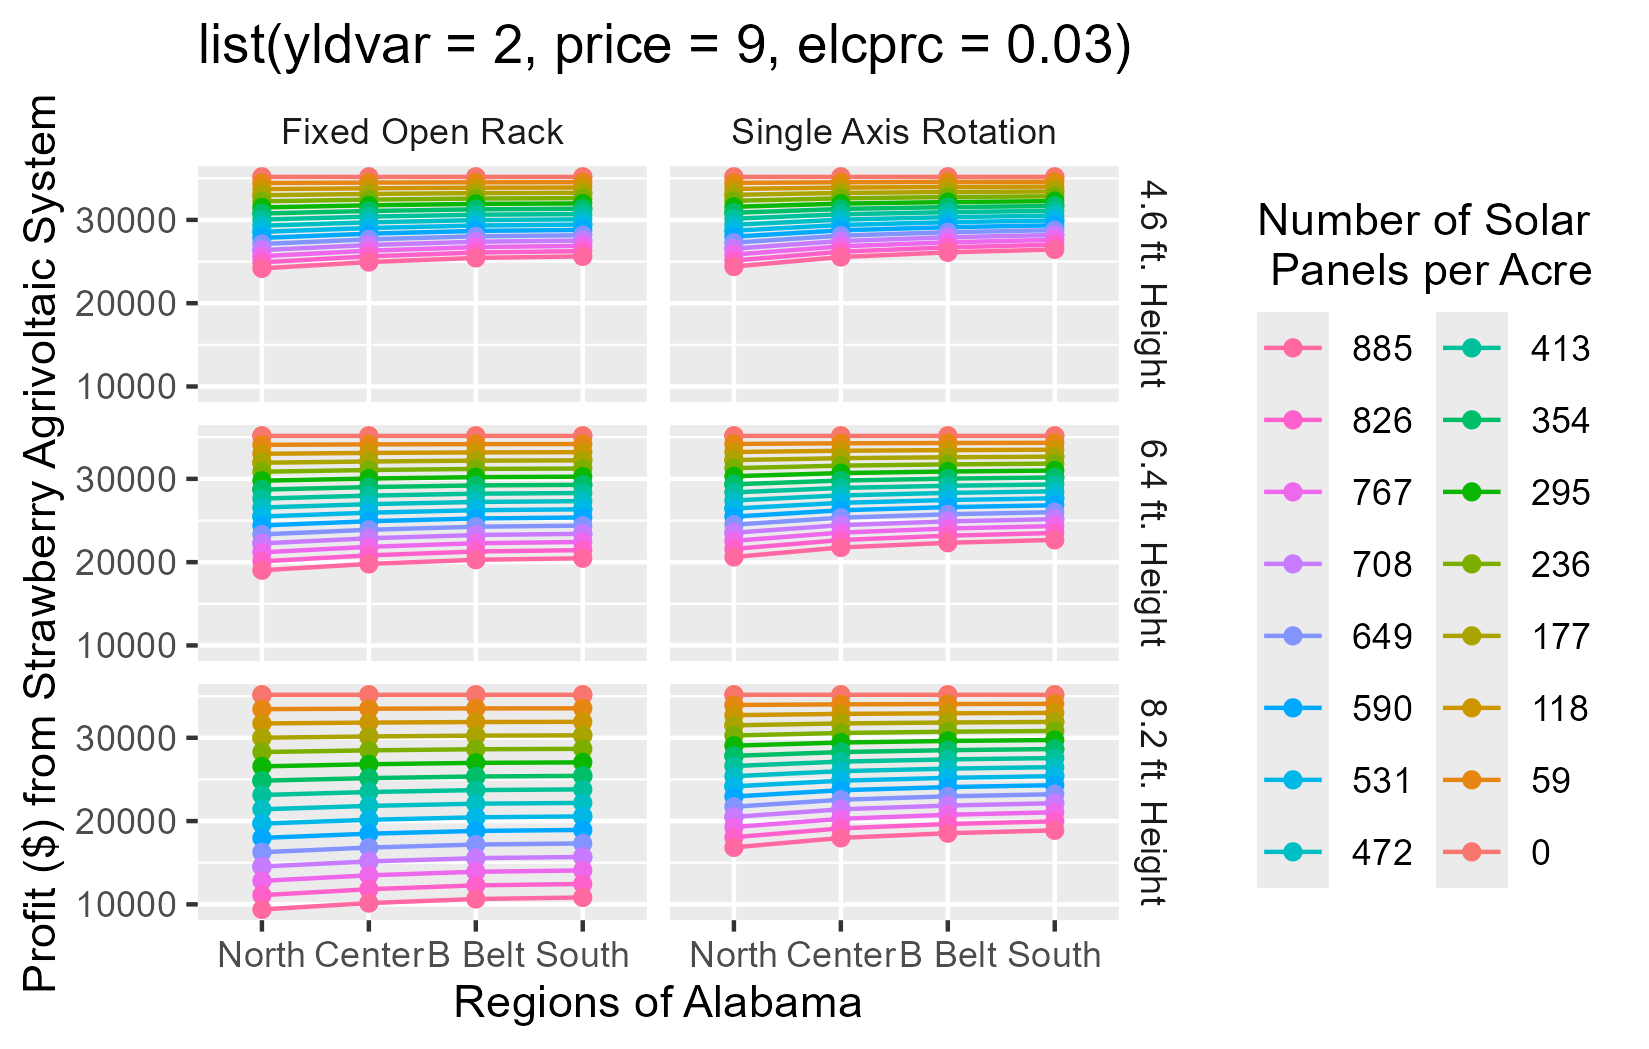 list(yldvar = 2, price = 9, elcprc = 0.03)
Profit ($) from Strawberry Agrivoltaic System
Fixed Open Rack
Single Axis Rotation
30000
20000
10000
4.6 ft. Height
30000
20000
10000
6.4 ft. Height
30000
20000
10000
8.2 ft. Height
North Center B Belt South
North Center B Belt South
Regions of Alabama
Number of Solar
Panels per Acre
885 413
826 354
767 295
708 236
649 177
590 118
531 59
472 0